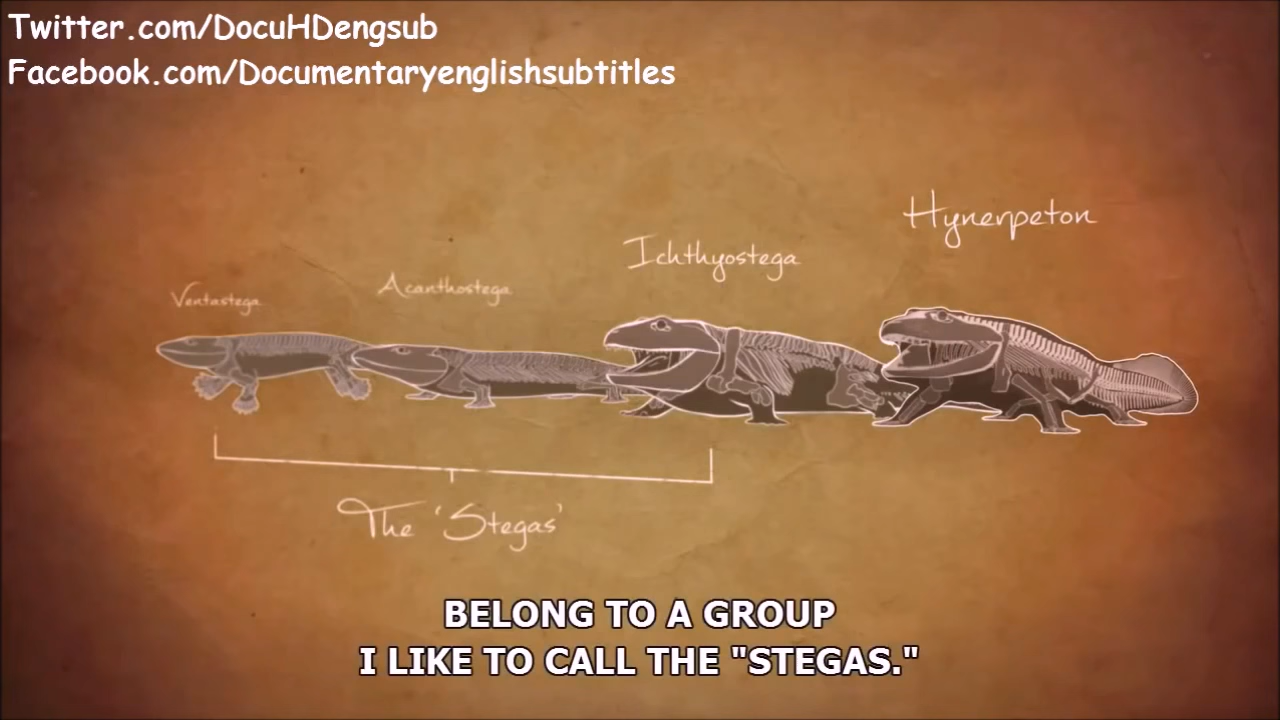 Twitter.com/DocuHDengsub
Facebook.com/Documentaryenglishsubtitles
Hynerpeton
Ichthyostega
Acanthostega
Ventastega
The 'Stegas'
BELONG TO A GROUP
I LIKE TO CALL THE "STEGAS."